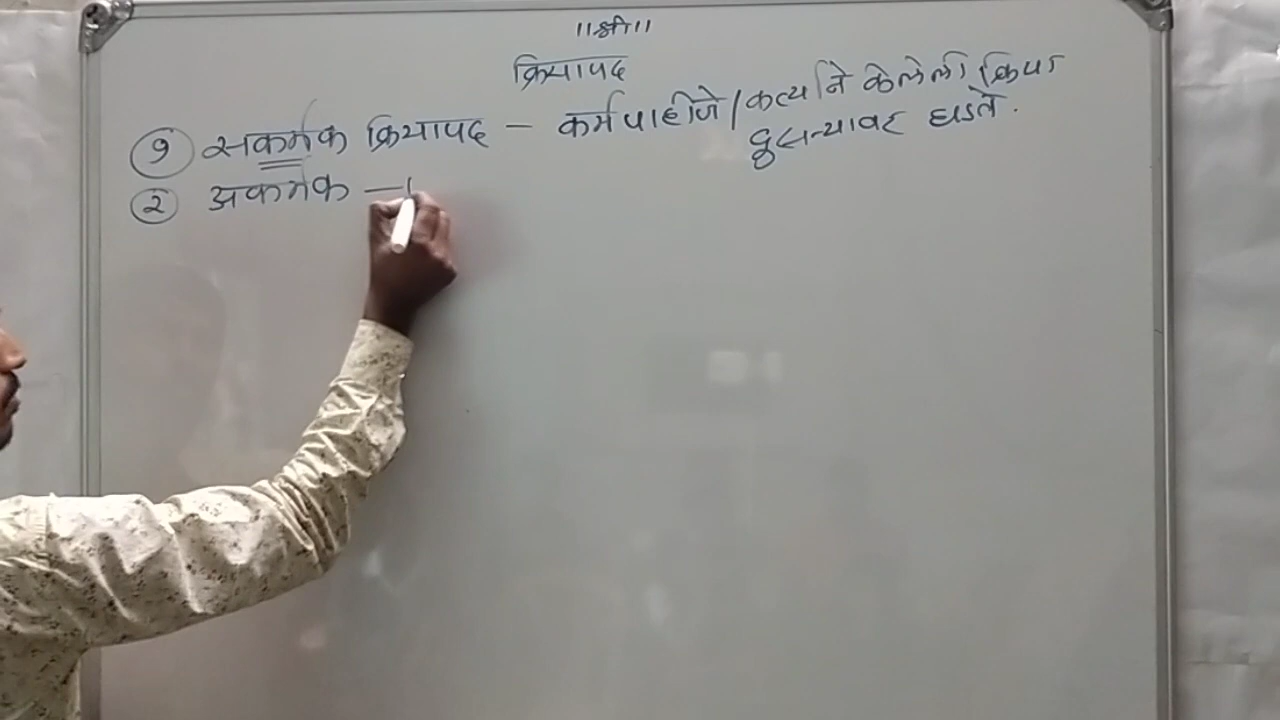 ॥श्री॥
क्रियापद
१ सकर्मक क्रियापद – कर्म पाहीजे / कर्त्याने केलेली क्रिया
दुसऱ्यावर घडते.
२ अकर्मक –